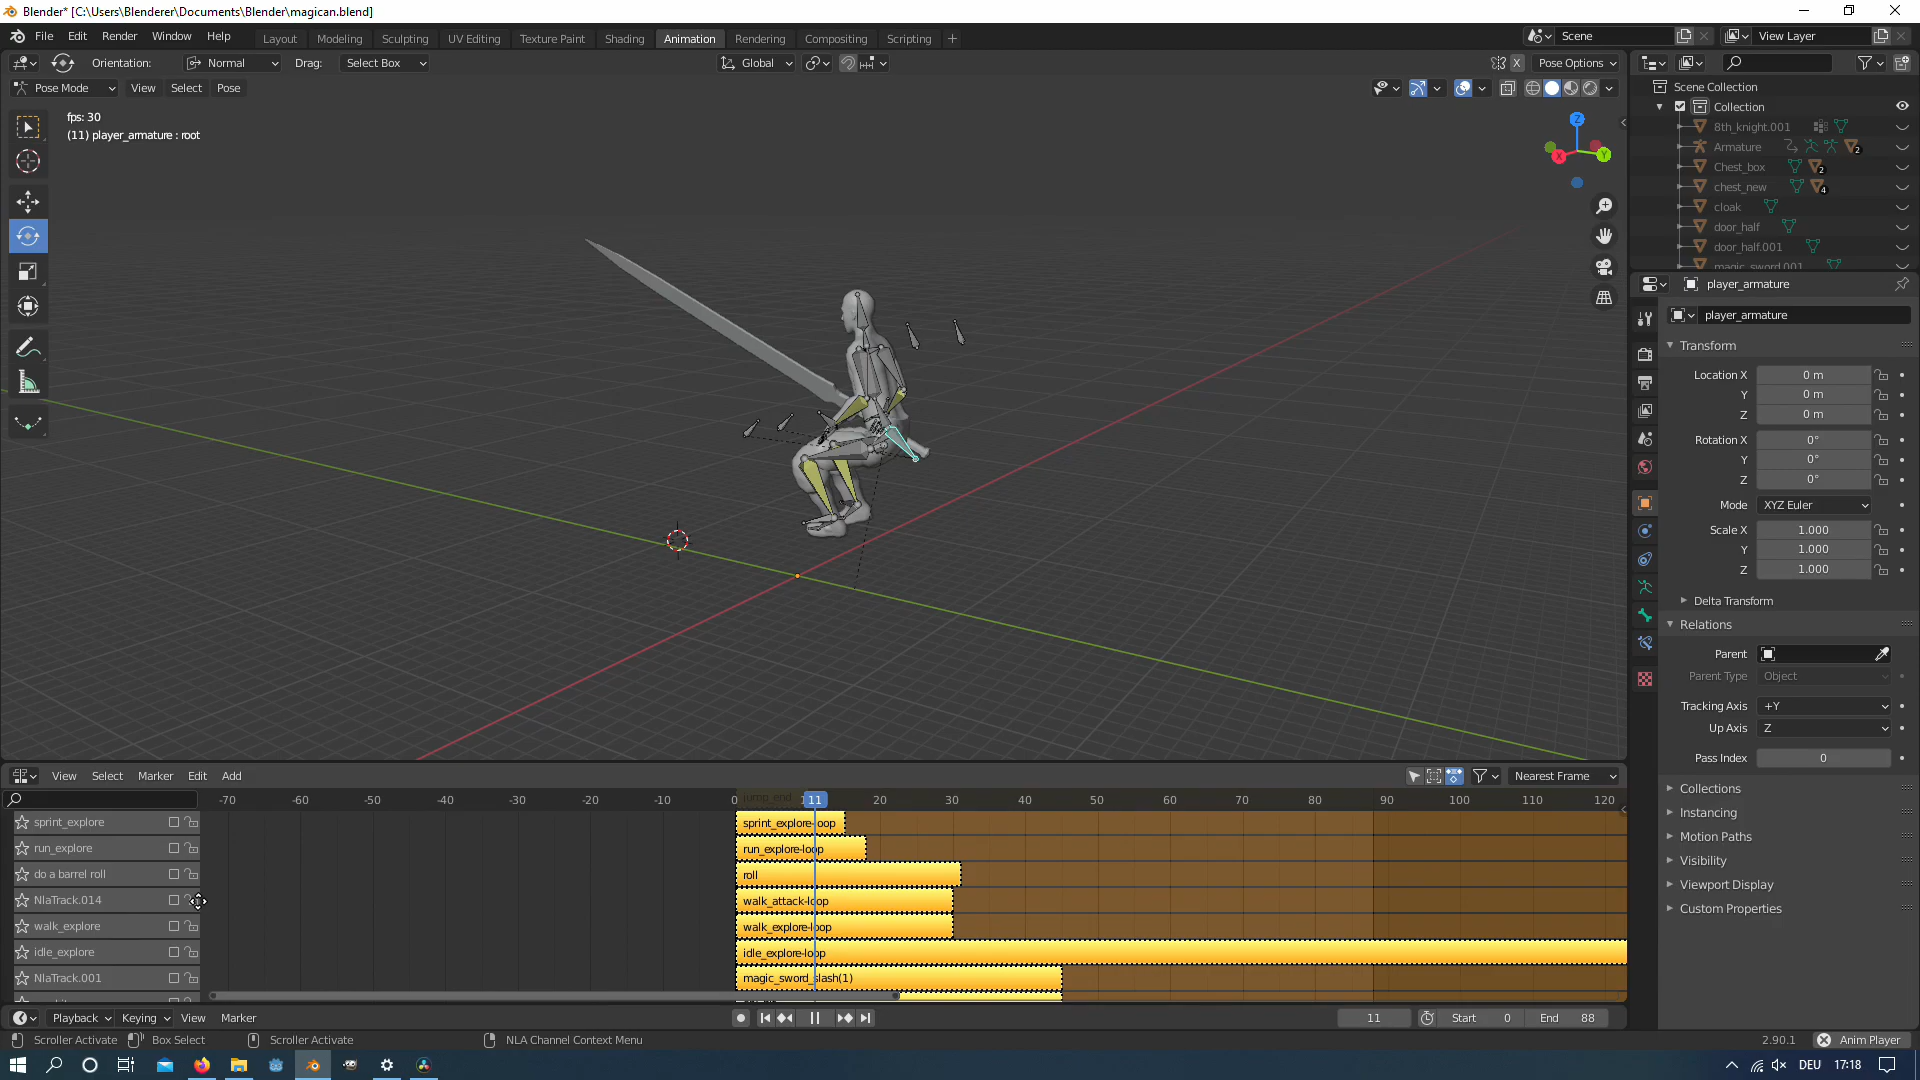 Blender* [C:\Users\Blenderer\Documents\Blender\magican.blend]
File Edit Render Window Help Layout Modeling Sculpting UV Editing Texture Paint Shading Animation Rendering Compositing Scripting + Scene View Layer
Orientation: Normal Drag: Select Box Global X Pose Options
Pose Mode View Select Pose
fps: 30
(11) player_armature : root
Z
X
Y
Scene Collection
Collection
8th_knight.001
Armature 2
Chest_box 2
chest_new 4
cloak
door_half
door_half.001
magic_sword.001
player_armature
player_armature
Transform
Location X 0 m
Y 0 m
Z 0 m
Rotation X 0°
Y 0°
Z 0°
Mode XYZ Euler
Scale X 1.000
Y 1.000
Z 1.000
Delta Transform
Relations
Parent
Parent Type Object
Tracking Axis +Y
Up Axis Z
Pass Index 0
Collections
Instancing
Motion Paths
Visibility
Viewport Display
Custom Properties
View Select Marker Edit Add Nearest Frame
-70 -60 -50 -40 -30 -20 -10 0 11 20 30 40 50 60 70 80 90 100 110 120
jump_end
sprint_explore sprint_explore-loop
run_explore run_explore-loop
do a barrel roll roll
NlaTrack.014 walk_attack-loop
walk_explore walk_explore-loop
idle_explore idle_explore-loop
NlaTrack.001 magic_sword_slash(1)
Playback Keying View Marker 11 Start 0 End 88
Scroller Activate Box Select Scroller Activate NLA Channel Context Menu 2.90.1 Anim Player
DEU 17:18